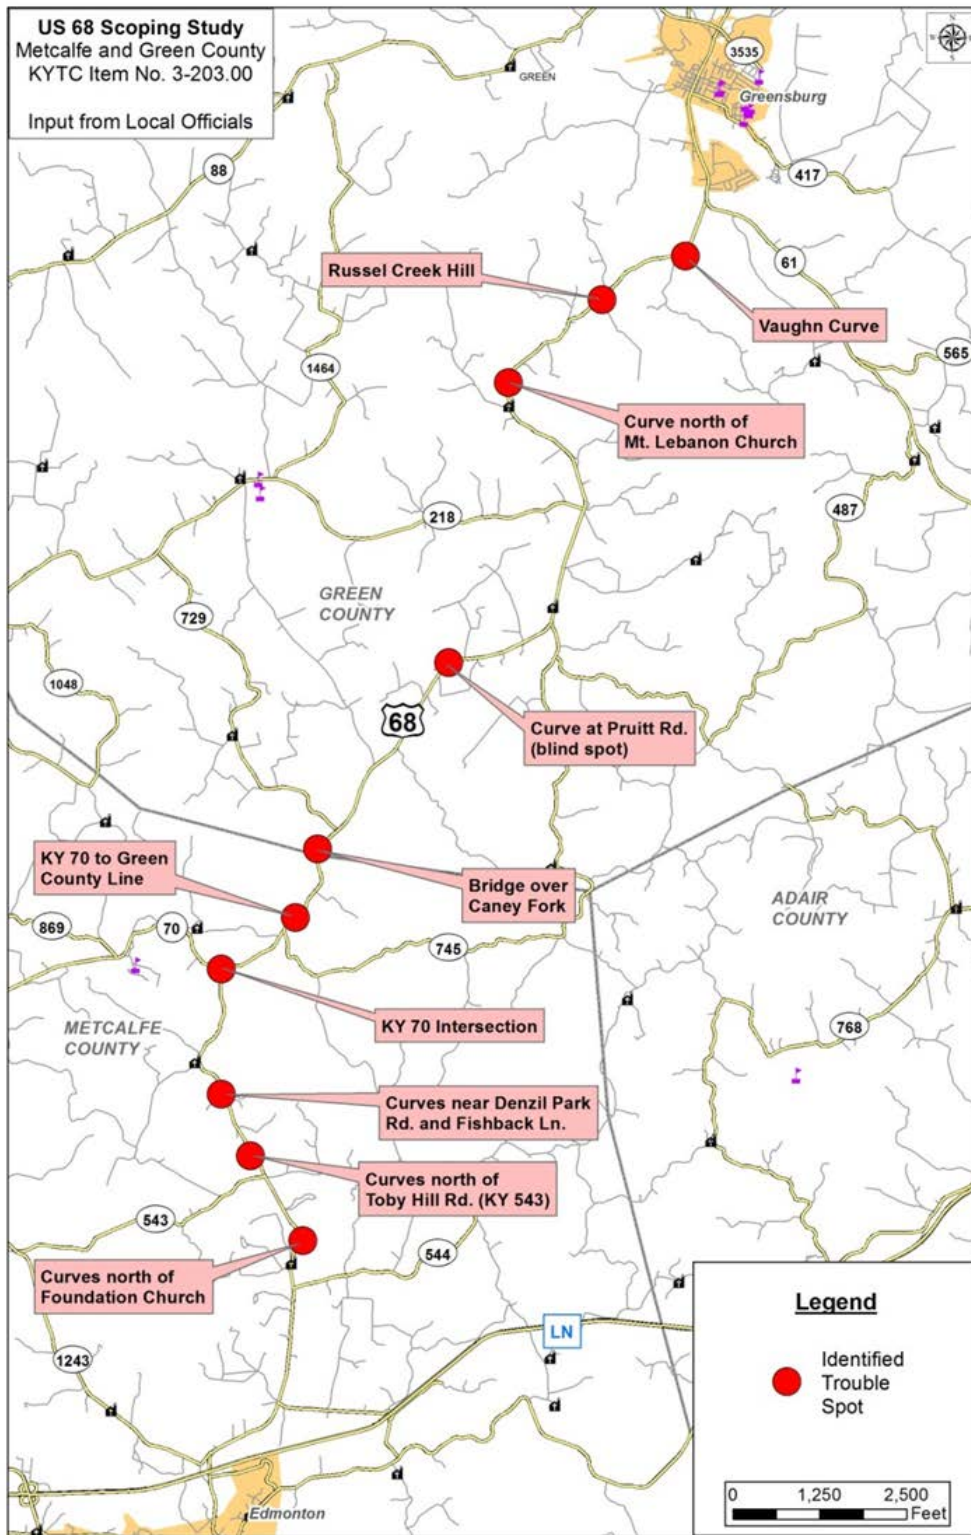 US 68 Scoping Study
Metcalfe and Green County
KYTC Item No. 3-203.00
Input from Local Officials
N
W
E
S
3535
GREEN
Greensburg
88
417
61
Russel Creek Hill
Vaughn Curve
565
1464
Curve north of
Mt. Lebanon Church
218
487
GREEN
COUNTY
729
1048
68
Curve at Pruitt Rd.
(blind spot)
KY 70 to Green
County Line
Bridge over
Caney Fork
ADAIR
COUNTY
869
70
745
KY 70 Intersection
METCALFE
COUNTY
768
Curves near Denzil Park
Rd. and Fishback Ln.
Curves north of
Toby Hill Rd. (KY 543)
543
544
Curves north of
Foundation Church
Legend
Identified
Trouble
Spot
LN
1243
0 1,250 2,500
Feet
Edmonton